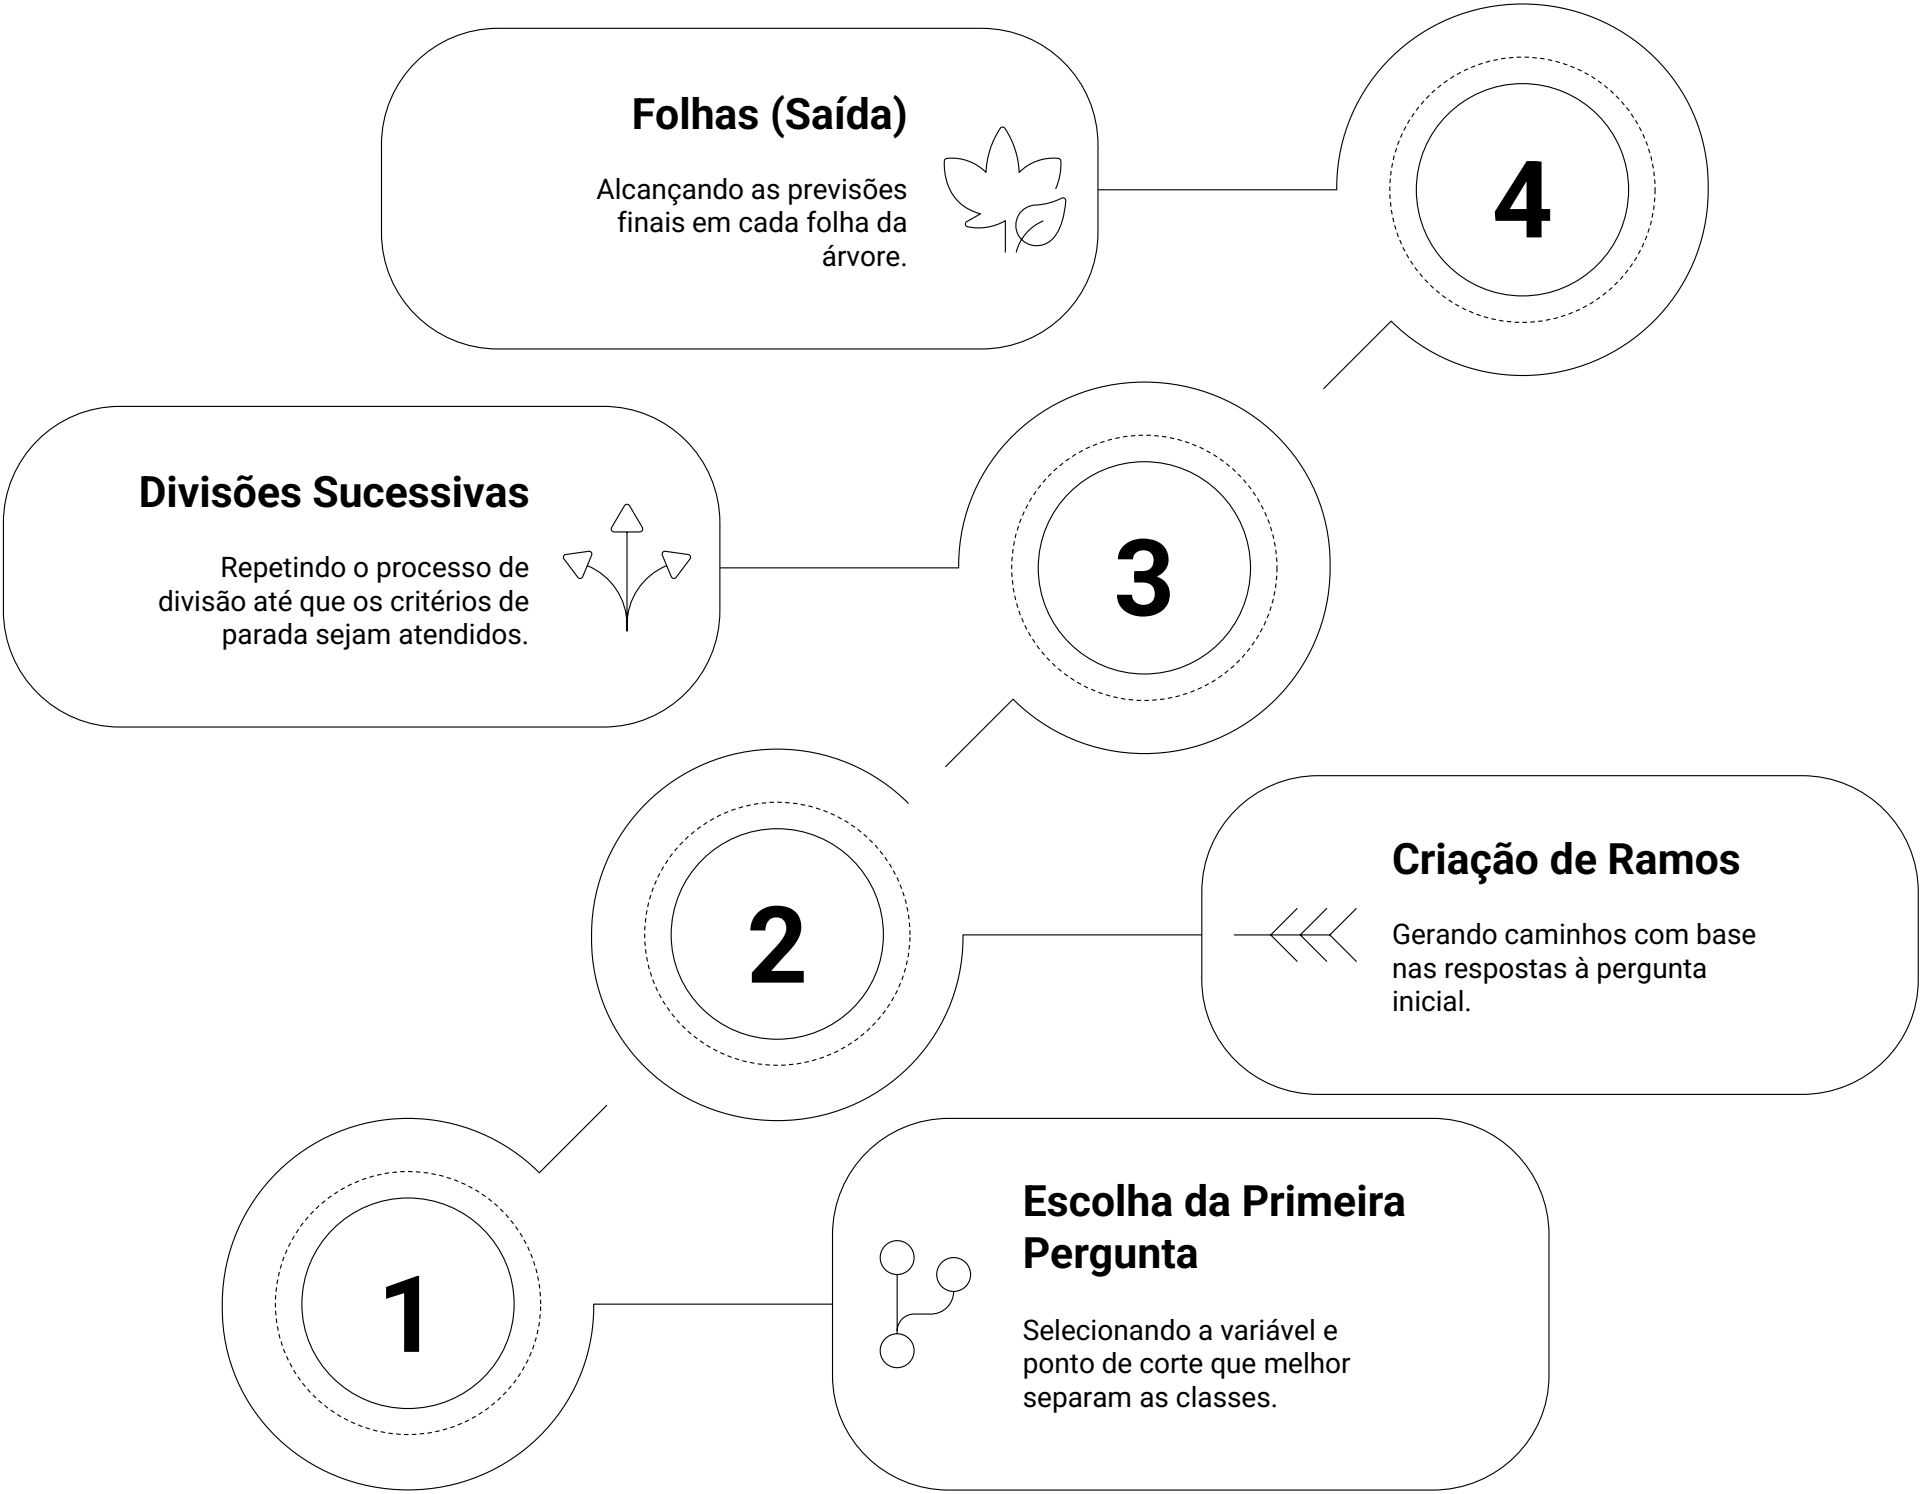 Folhas (Saída)
Alcançando as previsões
finais em cada folha da
árvore.
4
Divisões Sucessivas
Repetindo o processo de
divisão até que os critérios de
parada sejam atendidos.
3
2
Criação de Ramos
Gerando caminhos com base
nas respostas à pergunta
inicial.
1
Escolha da Primeira
Pergunta
Selecionando a variável e
ponto de corte que melhor
separam as classes.